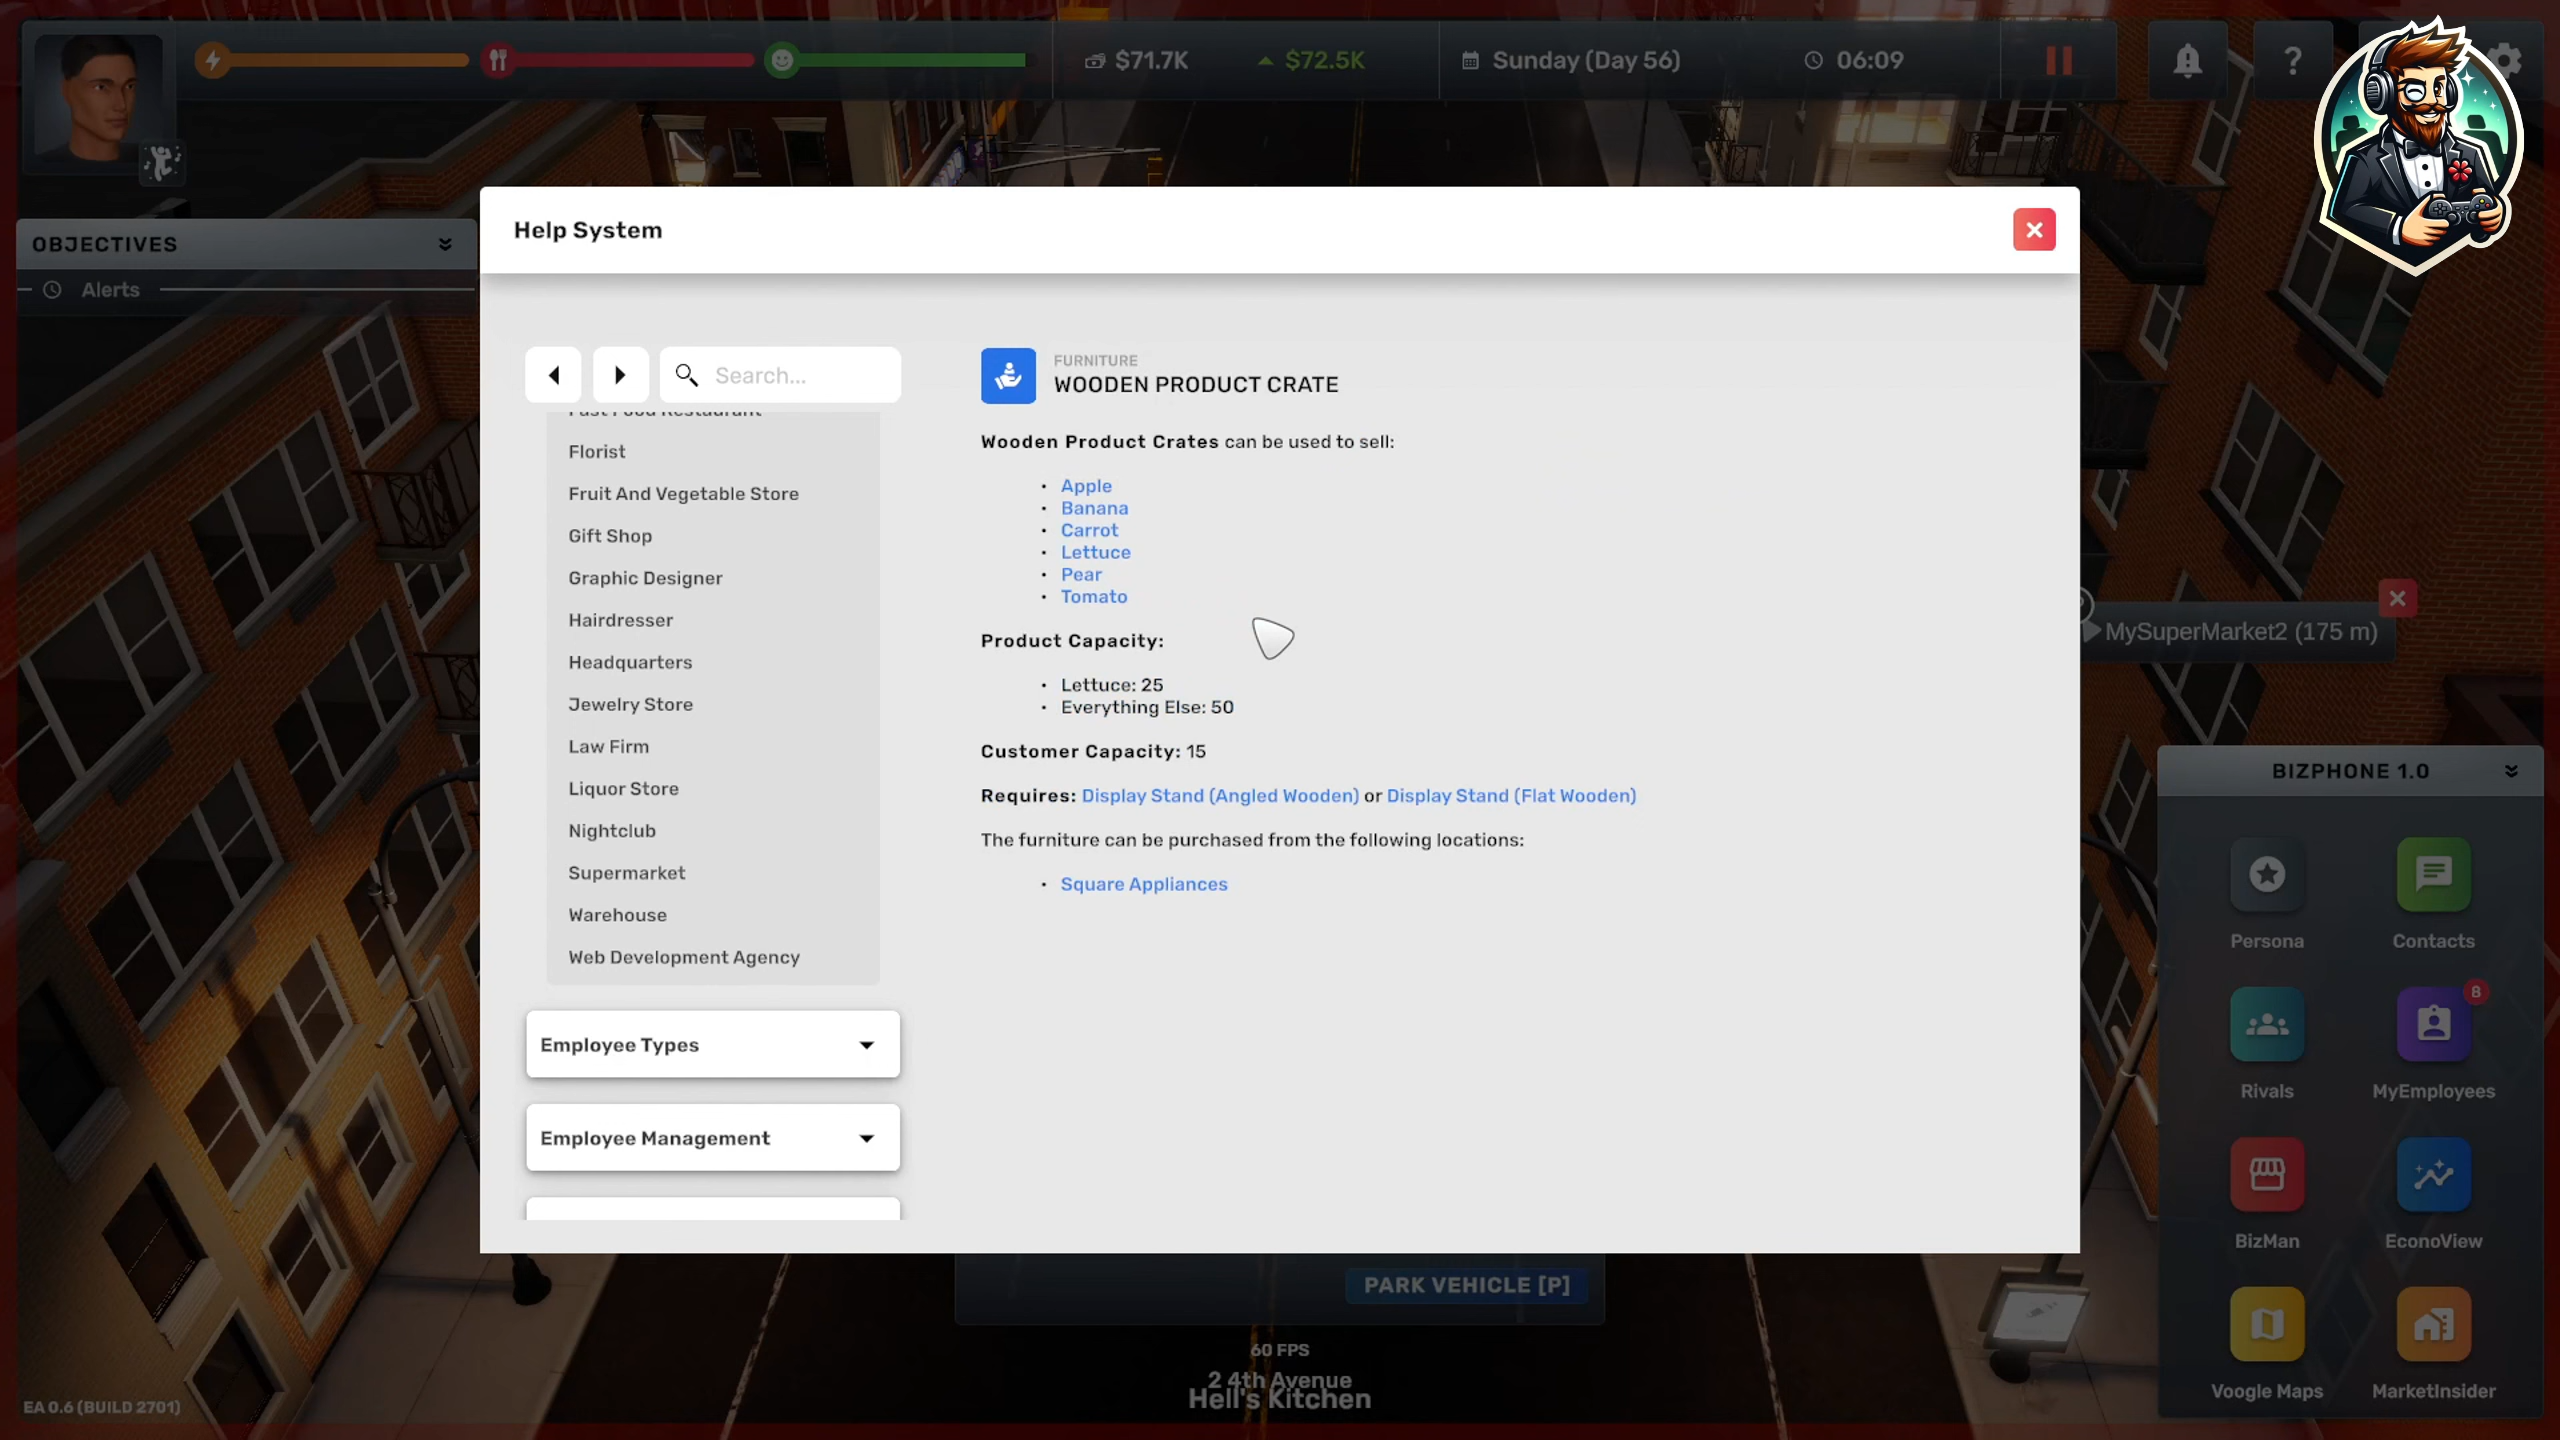 $71.7K
$72.5K
Sunday (Day 56)
06:09
?
OBJECTIVES
Alerts
Help System
Search...
Fast Food Restaurant
Florist
Fruit And Vegetable Store
Gift Shop
Graphic Designer
Hairdresser
Headquarters
Jewelry Store
Law Firm
Liquor Store
Nightclub
Supermarket
Warehouse
Web Development Agency
Employee Types
Employee Management
FURNITURE
WOODEN PRODUCT CRATE
Wooden Product Crates can be used to sell:
• Apple
• Banana
• Carrot
• Lettuce
• Pear
• Tomato
Product Capacity:
• Lettuce: 25
• Everything Else: 50
Customer Capacity: 15
Requires: Display Stand (Angled Wooden) or Display Stand (Flat Wooden)
The furniture can be purchased from the following locations:
• Square Appliances
MySuperMarket2 (175 m)
BIZPHONE 1.0
Persona
Contacts
Rivals
8
MyEmployees
BizMan
EconoView
Voogle Maps
MarketInsider
PARK VEHICLE [P]
60 FPS
2 4th Avenue
Hell's Kitchen
EA 0.6 (BUILD 2701)